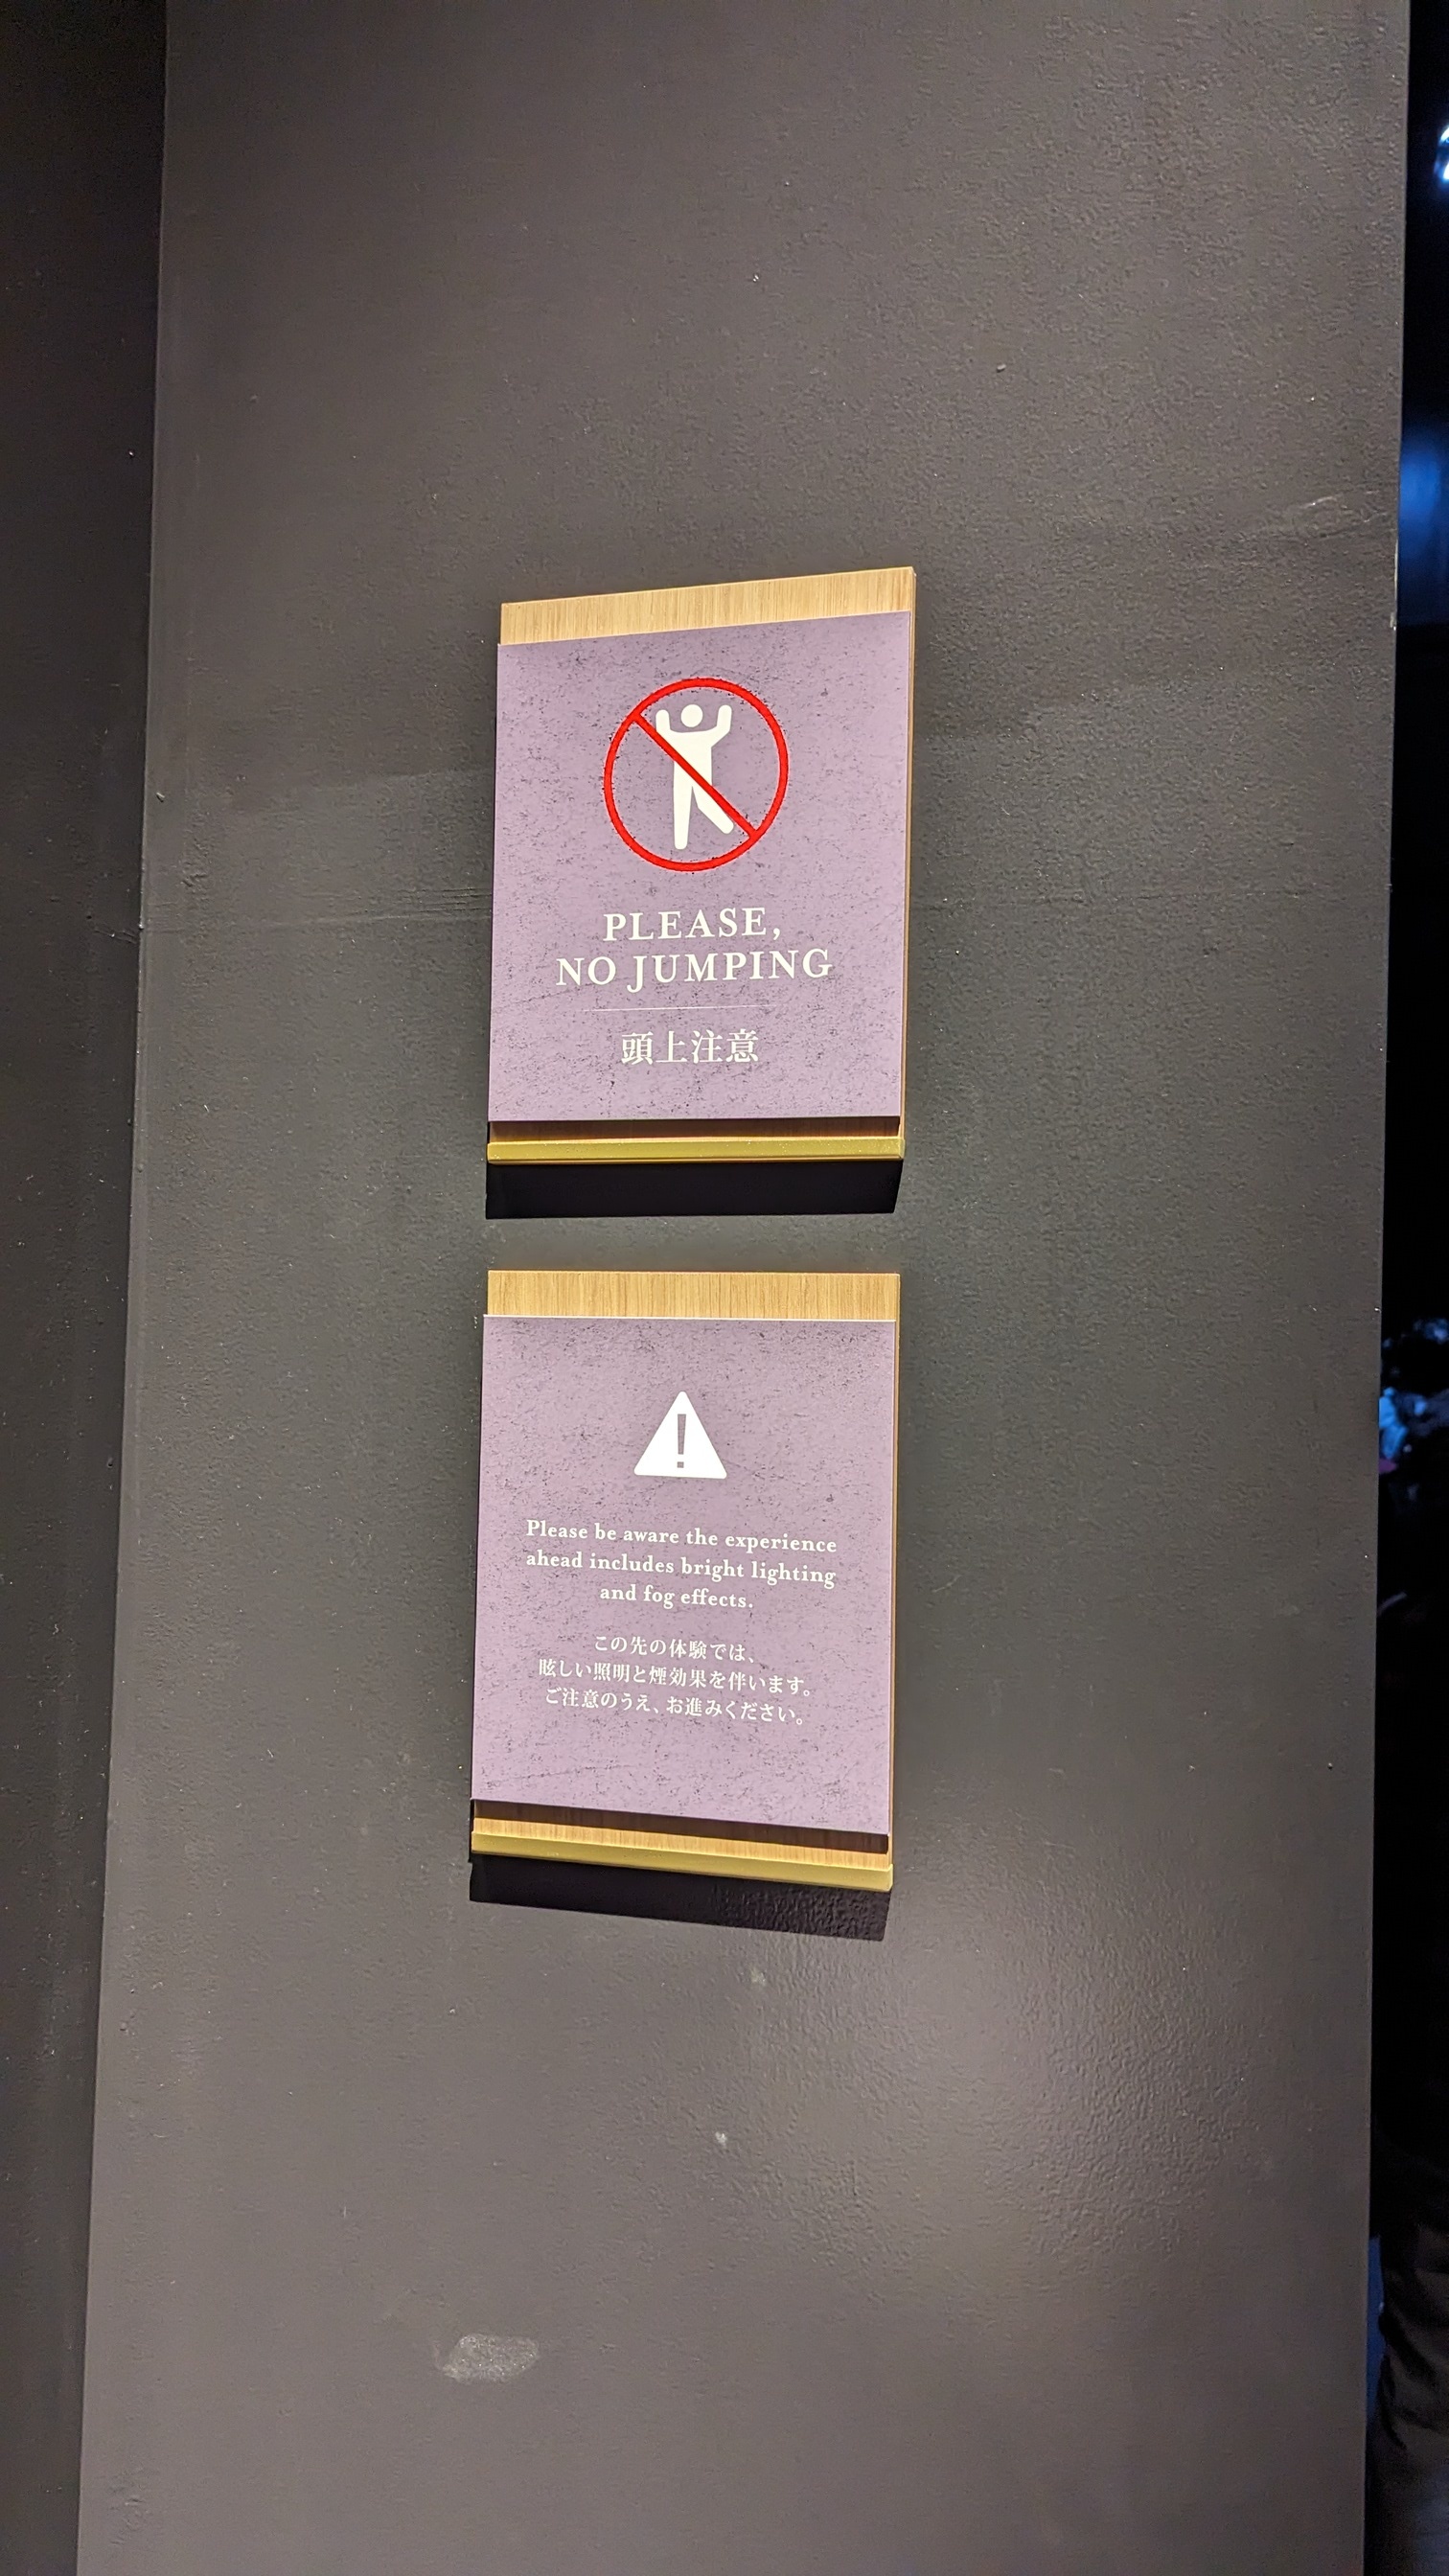 PLEASE,
NO JUMPING
頭上注意
Please be aware the experience
ahead includes bright lighting
and fog effects.
この先の体験では、
眩しい照明と煙効果を伴います。
ご注意のうえ、お進みください。